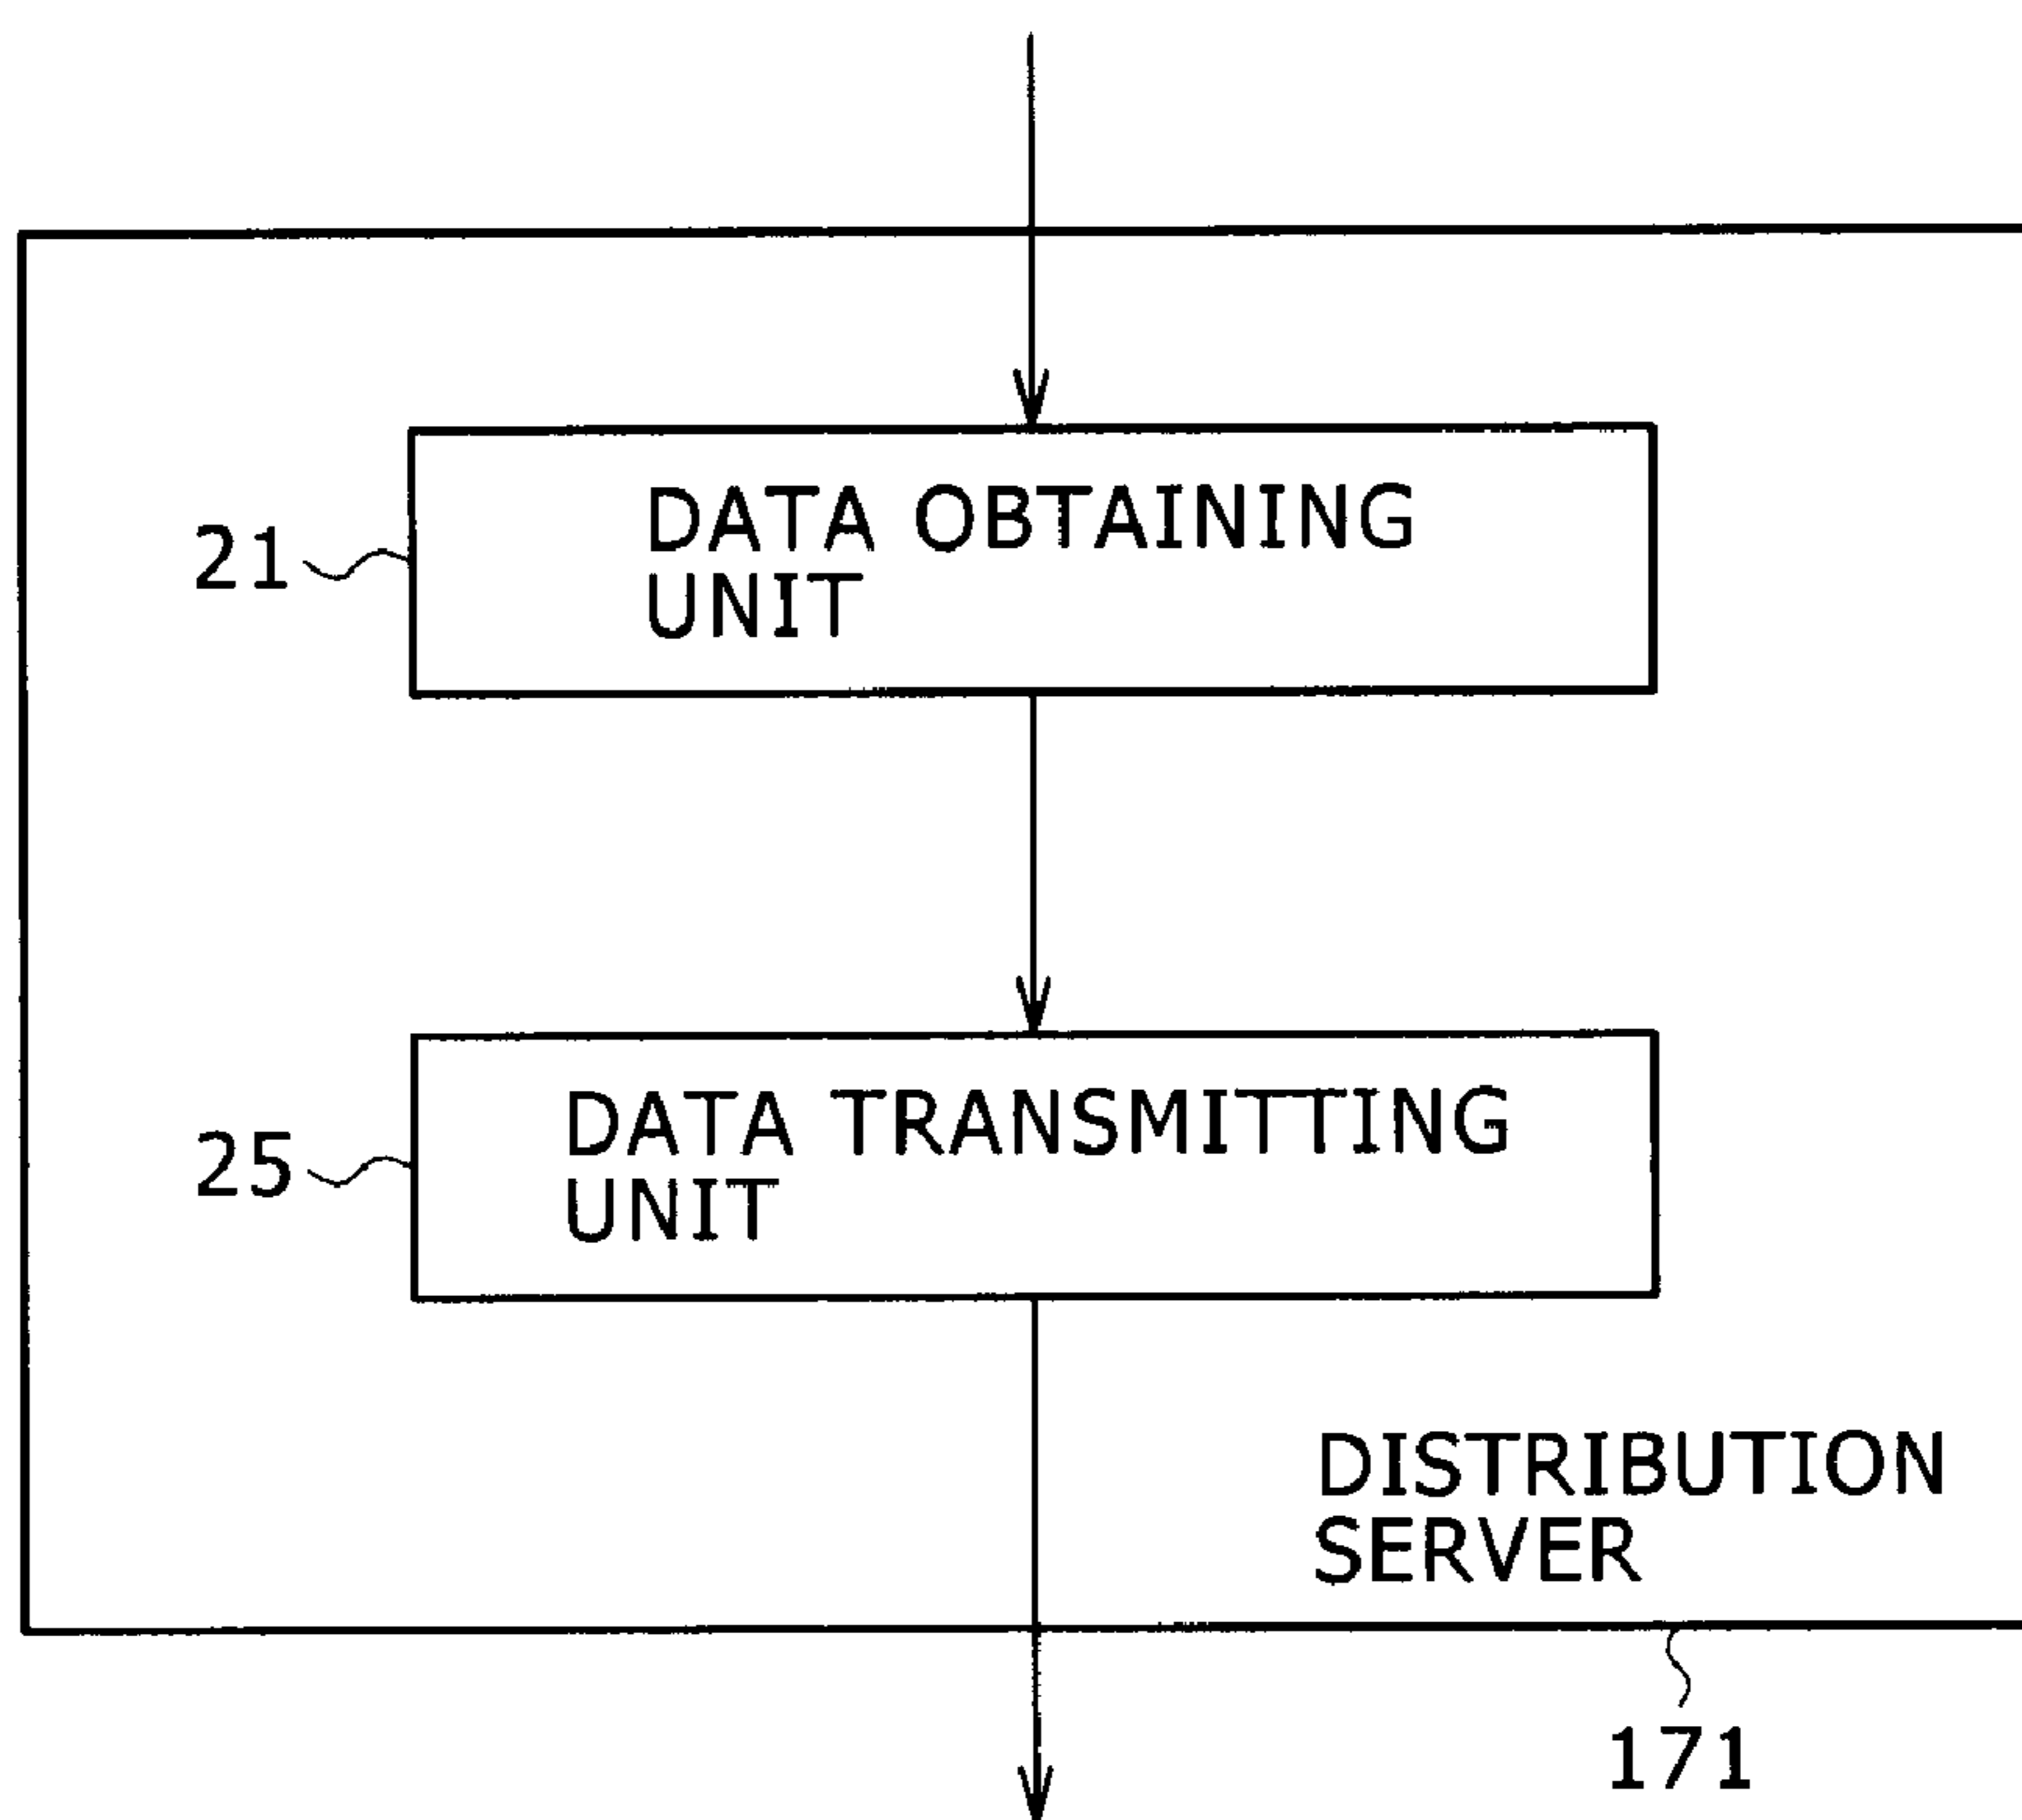 DATA OBTAINING
UNIT
21
DATA TRANSMITTING
UNIT
25
DISTRIBUTION
SERVER
171